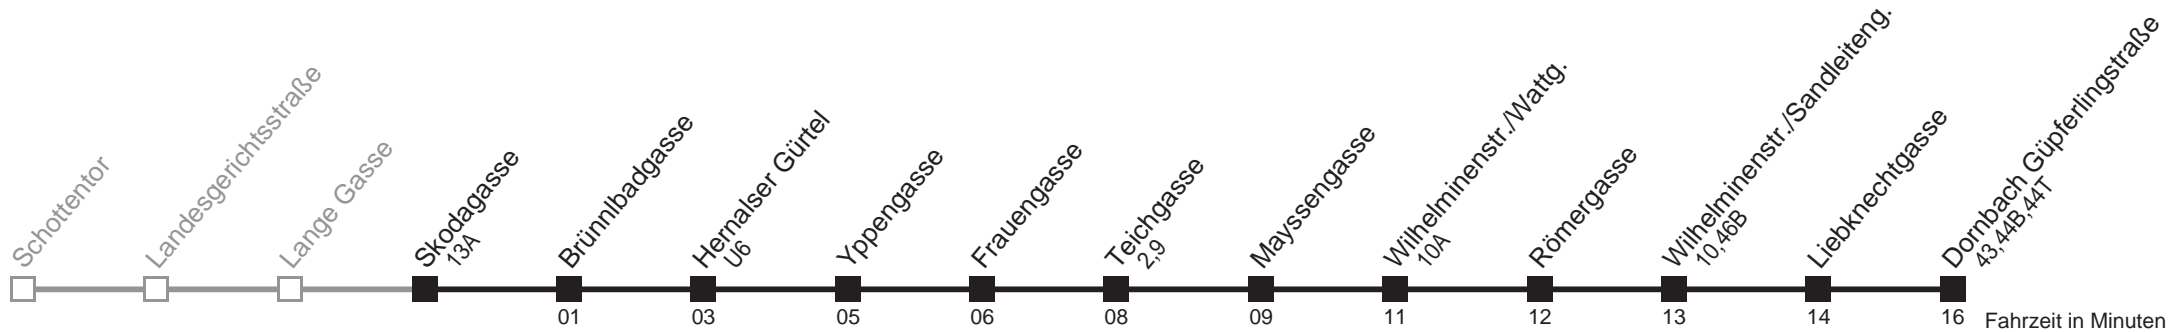 Schottentor
Landesgerichtsstraße
Lange Gasse
Skodagasse
13A
Brünnlbadgasse
Hernalser Gürtel
U6
Yppengasse
Frauengasse
Teichgasse
2,9
Mayssengasse
Wilhelminenstr./Wattg.
10A
Römergasse
Wilhelminenstr./Sandleiteng.
10,46B
Liebknechtgasse
Dornbach Güpferlingstraße
43,44B,44T
01 03 05 06 08 09 11 12 13 14 16 Fahrzeit in Minuten